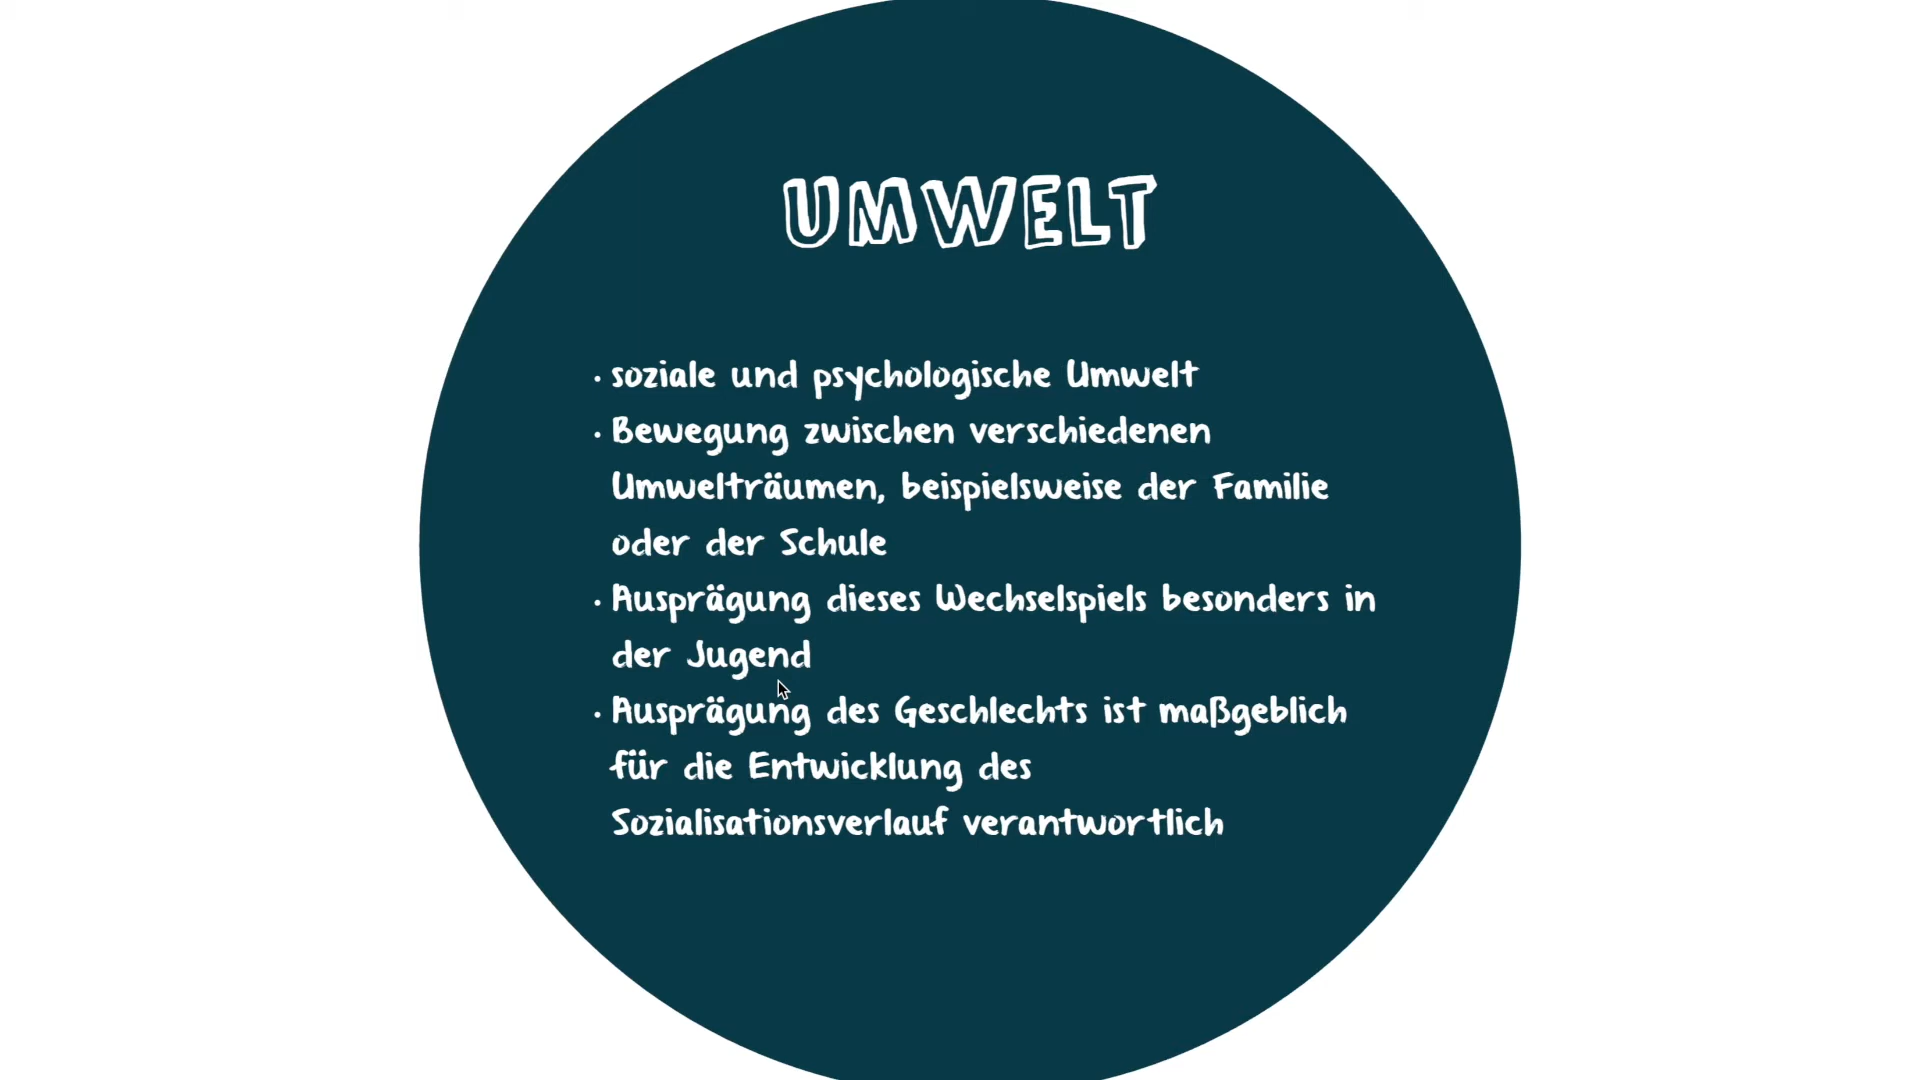 UMWELT
· soziale und psychologische Umwelt
· Bewegung zwischen verschiedenen
Umwelträumen, beispielsweise der Familie
oder der Schule
· Ausprägung dieses Wechselspiels besonders in
der Jugend
· Ausprägung des Geschlechts ist maßgeblich
für die Entwicklung des
Sozialisationsverlauf verantwortlich